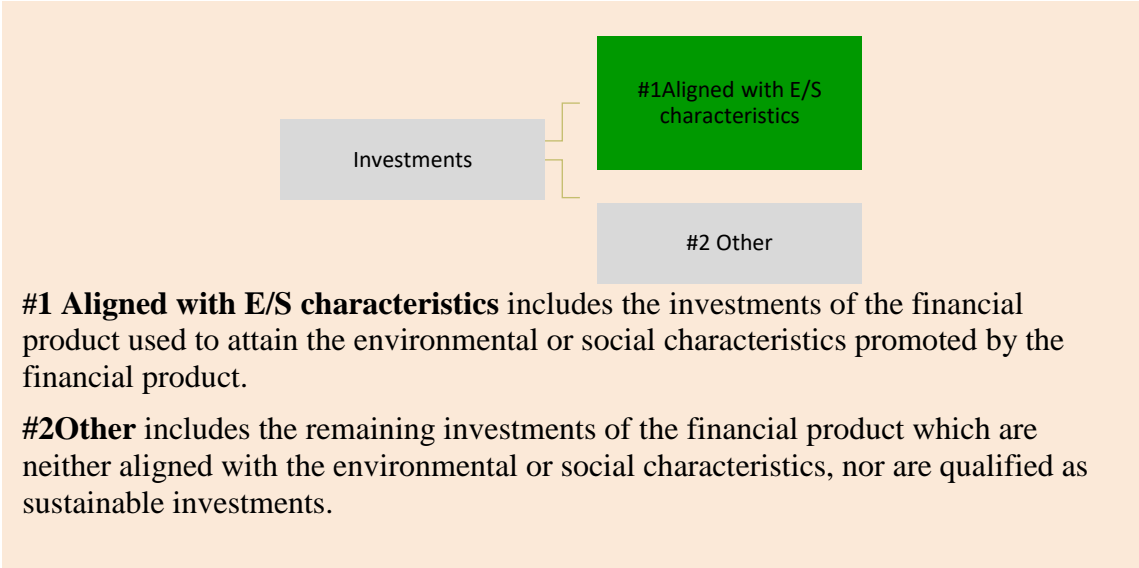 #1Aligned with E/S
characteristics
Investments
#2 Other
#1 Aligned with E/S characteristics includes the investments of the financial
product used to attain the environmental or social characteristics promoted by the
financial product.
#2Other includes the remaining investments of the financial product which are
neither aligned with the environmental or social characteristics, nor are qualified as
sustainable investments.